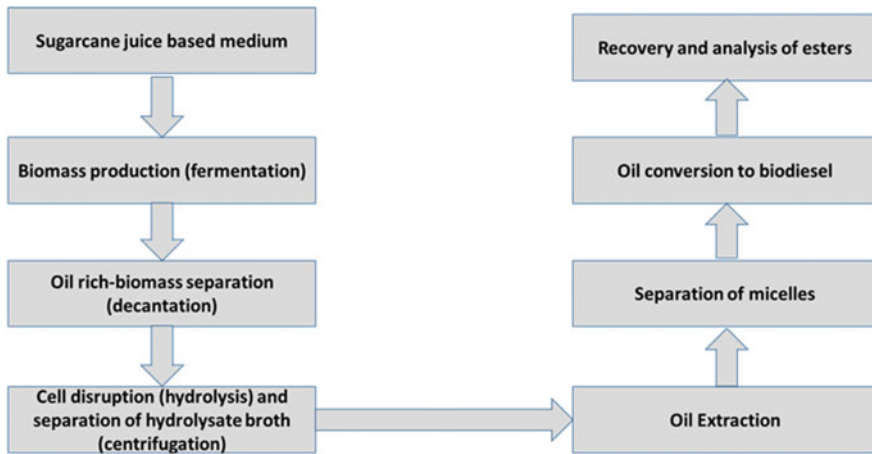 Sugarcane juice based medium
Biomass production (fermentation)
Oil rich-biomass separation
(decantation)
Cell disruption (hydrolysis) and
separation of hydrolysate broth
(centrifugation)
Oil Extraction
Separation of micelles
Oil conversion to biodiesel
Recovery and analysis of esters